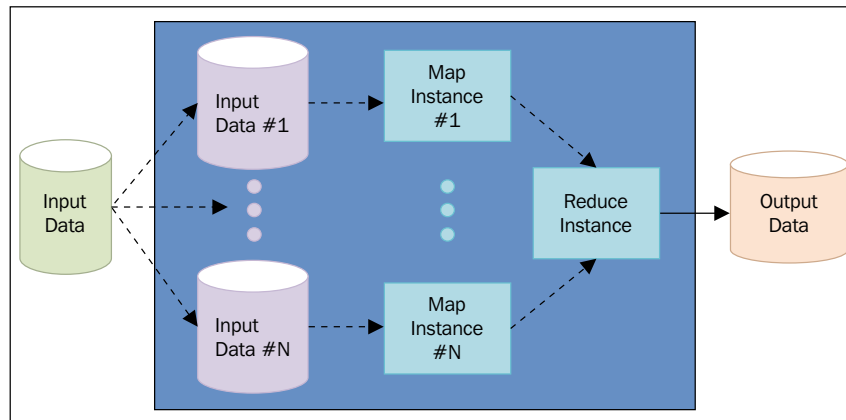 Input
Data
Input
Data #1
Map
Instance
#1
Reduce
Instance
Output
Data
Input
Data #N
Map
Instance
#N